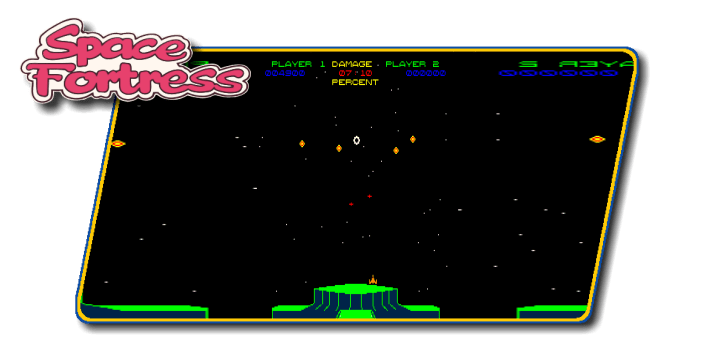 Space
Fortress
PLAYER 1 DAMAGE PLAYER 2
004800 07:10 000000
PERCENT